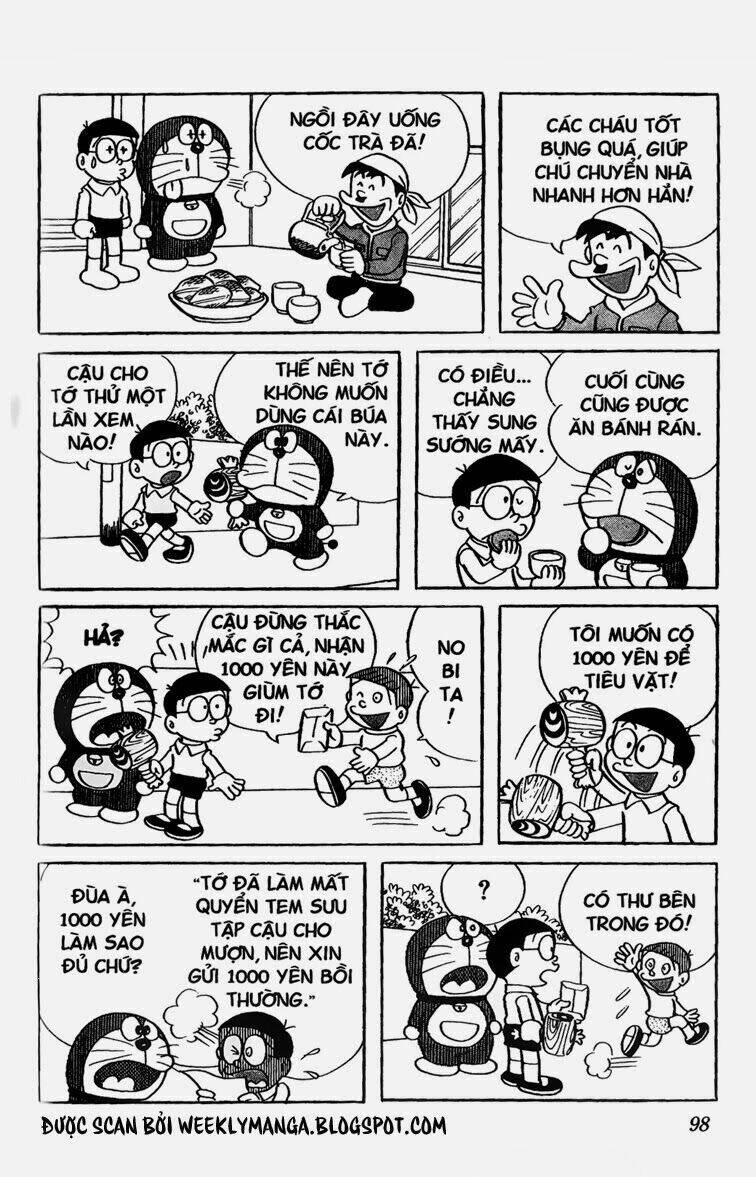 CÁC CHÁU TỐT
BỤNG QUÁ, GIÚP
CHÚ CHUYỂN NHÀ
NHANH HƠN HẲN!
NGỒI ĐÂY UỐNG
CỐC TRÀ ĐÃ!
CUỐI CÙNG
CŨNG ĐƯỢC
ĂN BÁNH RÁN.
CÓ ĐIỀU...
CHẲNG
THẤY SUNG
SƯỚNG MẤY.
THẾ NÊN TỚ
KHÔNG MUỐN
DÙNG CÁI BÚA
NÀY.
CẬU CHO
TỚ THỬ MỘT
LẦN XEM
NÀO!
TÔI MUỐN CÓ
1000 YÊN ĐỂ
TIÊU VẶT!
NO
BI
TA
!
CẬU ĐỪNG THẮC
MẮC GÌ CẢ, NHẬN
1000 YÊN NÀY
GIÙM TỚ
ĐI!
HẢ?
CÓ THƯ BÊN
TRONG ĐÓ!
?
"TỚ ĐÃ LÀM MẤT
QUYỂN TEM SƯU
TẬP CẬU CHO
MƯỢN, NÊN XIN
GỬI 1000 YÊN BỒI
THƯỜNG."
ĐÙA À,
1000 YÊN
LÀM SAO
ĐỦ CHỨ?
ĐƯỢC SCAN BỞI WEEKLYMANGA.BLOGSPOT.COM
98